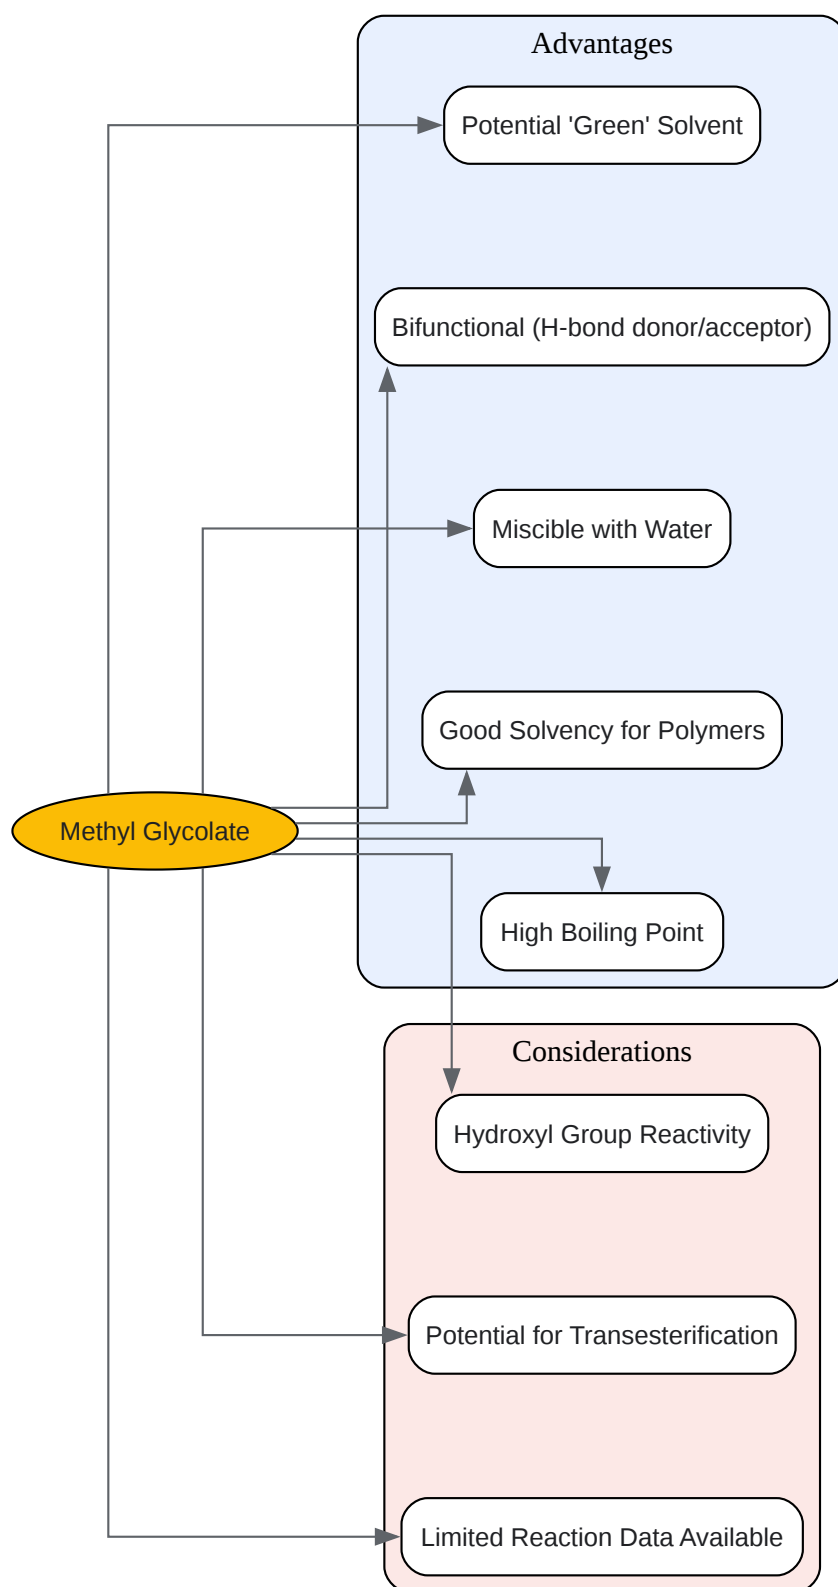 Advantages
Potential 'Green' Solvent
Bifunctional (H-bond donor/acceptor)
Miscible with Water
Good Solvency for Polymers
Methyl Glycolate
High Boiling Point
Considerations
Hydroxyl Group Reactivity
Potential for Transesterification
Limited Reaction Data Available